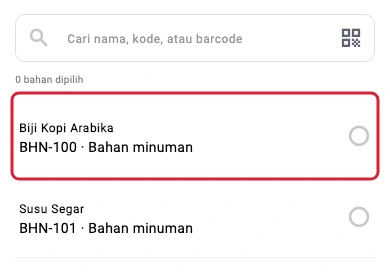 Cari nama, kode, atau barcode
0 bahan dipilih
Biji Kopi Arabika
BHN-100 · Bahan minuman
Susu Segar
BHN-101 · Bahan minuman